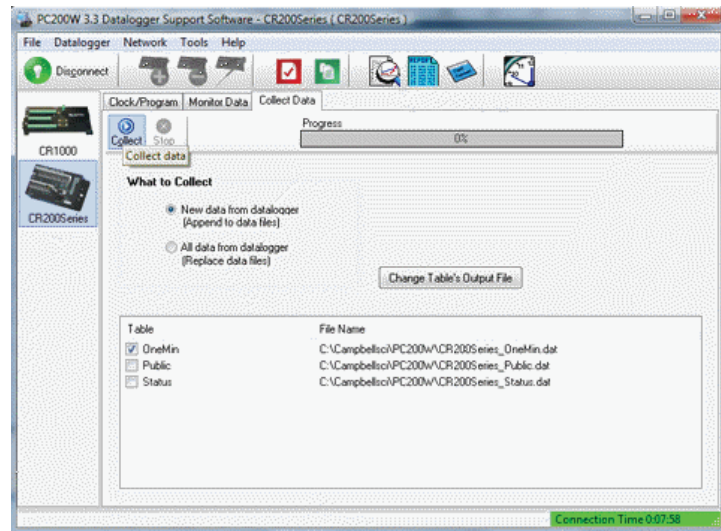 PC200W 3.3 Datalogger Support Software - CR200Series ( CR200Series )
File Datalogger Network Tools Help
Disconnect
Clock/Program Monitor Data Collect Data
Collect Stop
Progress
0%
Collect data
CR1000
CR200Series
What to Collect
New data from datalogger
(Append to data files)
All data from datalogger
(Replace data files)
Change Table's Output File
Table File Name
OneMin C:\Campbellsci\PC200W\CR200Series_OneMin.dat
Public C:\Campbellsci\PC200W\CR200Series_Public.dat
Status C:\Campbellsci\PC200W\CR200Series_Status.dat
Connection Time 0:07:58